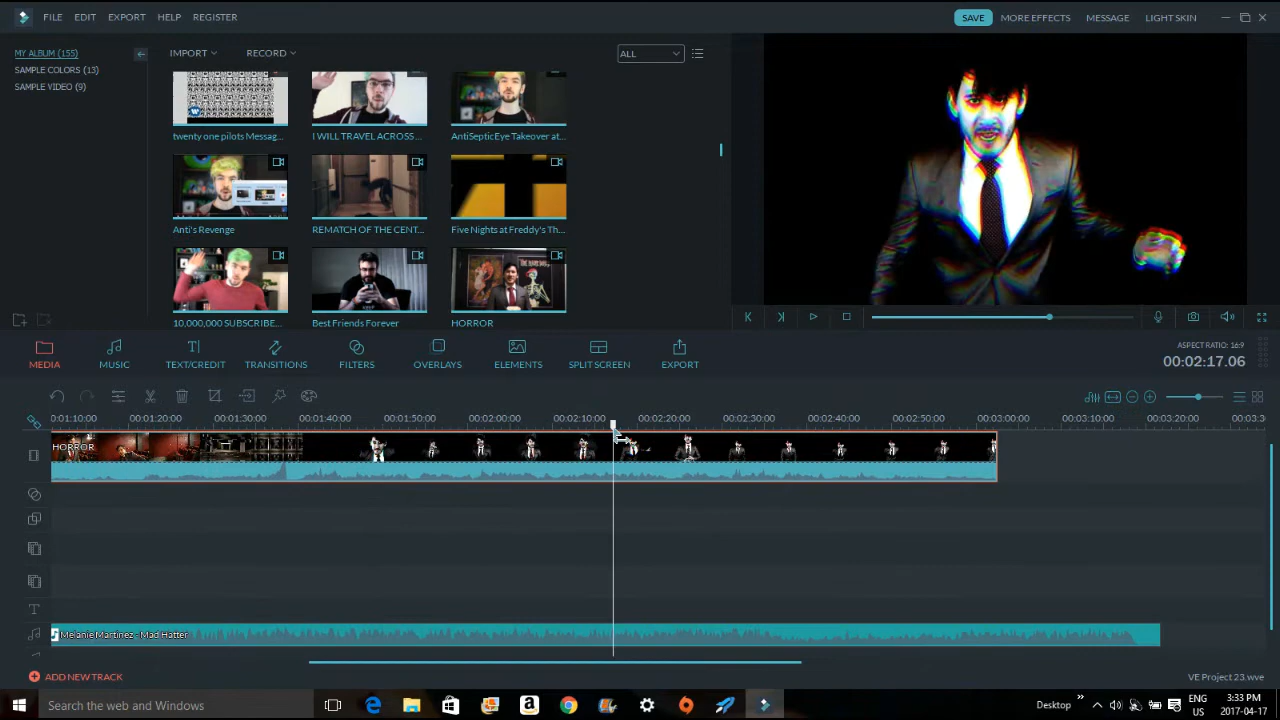 FILE EDIT EXPORT HELP REGISTER SAVE MORE EFFECTS MESSAGE LIGHT SKIN
MY ALBUM (155) IMPORT RECORD ALL
SAMPLE COLORS (13)
SAMPLE VIDEO (9)
twenty one pilots Messag... I WILL TRAVEL ACROSS ... AntiSepticEye Takeover at...
Anti's Revenge REMATCH OF THE CENT... Five Nights at Freddy's Th...
10,000,000 SUBSCRIBE... Best Friends Forever HORROR
ASPECT RATIO: 16:9
00:02:17.06
MEDIA MUSIC TEXT/CREDIT TRANSITIONS FILTERS OVERLAYS ELEMENTS SPLIT SCREEN EXPORT
0:01:10:00 00:01:20:00 00:01:30:00 00:01:40:00 00:01:50:00 00:02:00:00 00:02:10:00 00:02:20:00 00:02:30:00 00:02:40:00 00:02:50:00 00:03:00:00 00:03:10:00 00:03:20:00 00:03:3
HORROR
Melanie Martinez - Mad Hatter
ADD NEW TRACK VE Project 23.wve
Search the web and Windows Desktop ENG 3:33 PM
US 2017-04-17